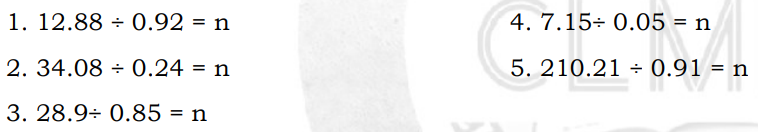 1. 12.88 ÷ 0.92 = n
2. 34.08 ÷ 0.24 = n
3. 28.9÷ 0.85 = n
4. 7.15÷ 0.05 = n
5. 210.21 ÷ 0.91 = n
CLM